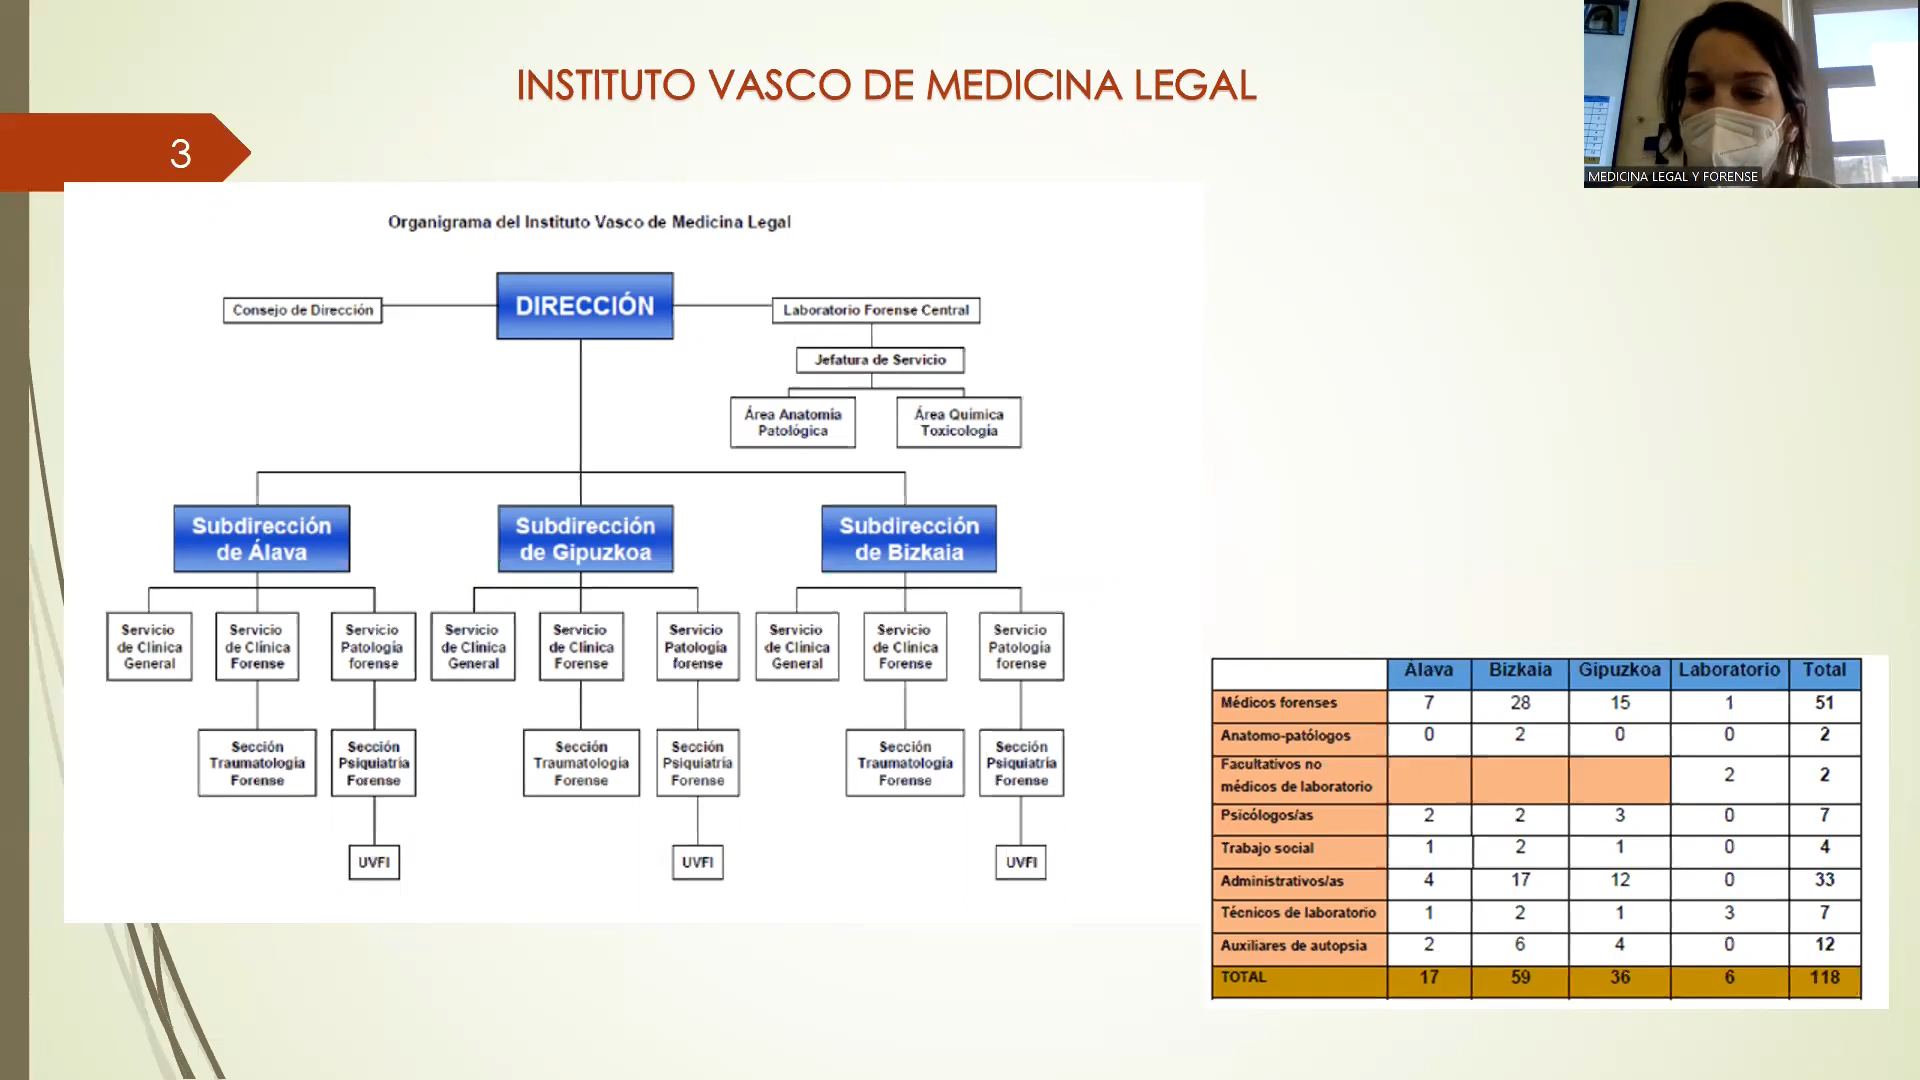 INSTITUTO VASCO DE MEDICINA LEGAL
3
MEDICINA LEGAL Y FORENSE
Organigrama del Instituto Vasco de Medicina Legal
Consejo de Dirección
DIRECCIÓN
Laboratorio Forense Central
Jefatura de Servicio
Área Anatomía
Patológica
Área Química
Toxicología
Subdirección
de Álava
Subdirección
de Gipuzkoa
Subdirección
de Bizkaia
Servicio
de Clínica
General
Servicio
de Clínica
Forense
Servicio
Patología
forense
Servicio
de Clínica
General
Servicio
de Clínica
Forense
Servicio
Patología
forense
Servicio
de Clínica
General
Servicio
de Clínica
Forense
Servicio
Patología
forense
Sección
Traumatología
Forense
Sección
Psiquiatría
Forense
Sección
Traumatología
Forense
Sección
Psiquiatría
Forense
Sección
Traumatología
Forense
Sección
Psiquiatría
Forense
UVFI
UVFI
UVFI
Álava Bizkaia Gipuzkoa Laboratorio Total
Médicos forenses 7 28 15 1 51
Anatomo-patólogos 0 2 0 0 2
Facultativos no
médicos de laboratorio 2 2
Psicólogos/as 2 2 3 0 7
Trabajo social 1 2 1 0 4
Administrativos/as 4 17 12 0 33
Técnicos de laboratorio 1 2 1 3 7
Auxiliares de autopsia 2 6 4 0 12
TOTAL 17 59 36 6 118